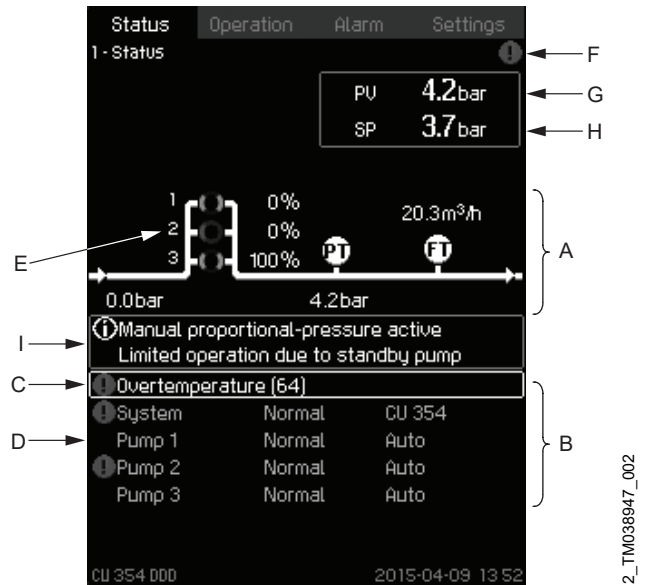 Status Operation Alarm Settings
1 - Status
F
PV 4.2bar
G
SP 3.7bar
H
1 0%
20.3m³/h
2 0%
3 100%
PT FT
E
A
0.0bar 4.2bar
I
Manual proportional-pressure active
Limited operation due to standby pump
C
Overtemperature (64)
System Normal CU 354
D
Pump 1 Normal Auto
B
Pump 2 Normal Auto
Pump 3 Normal Auto
CU 354 DDD 2015-04-09 13:52
2_TM038947_002